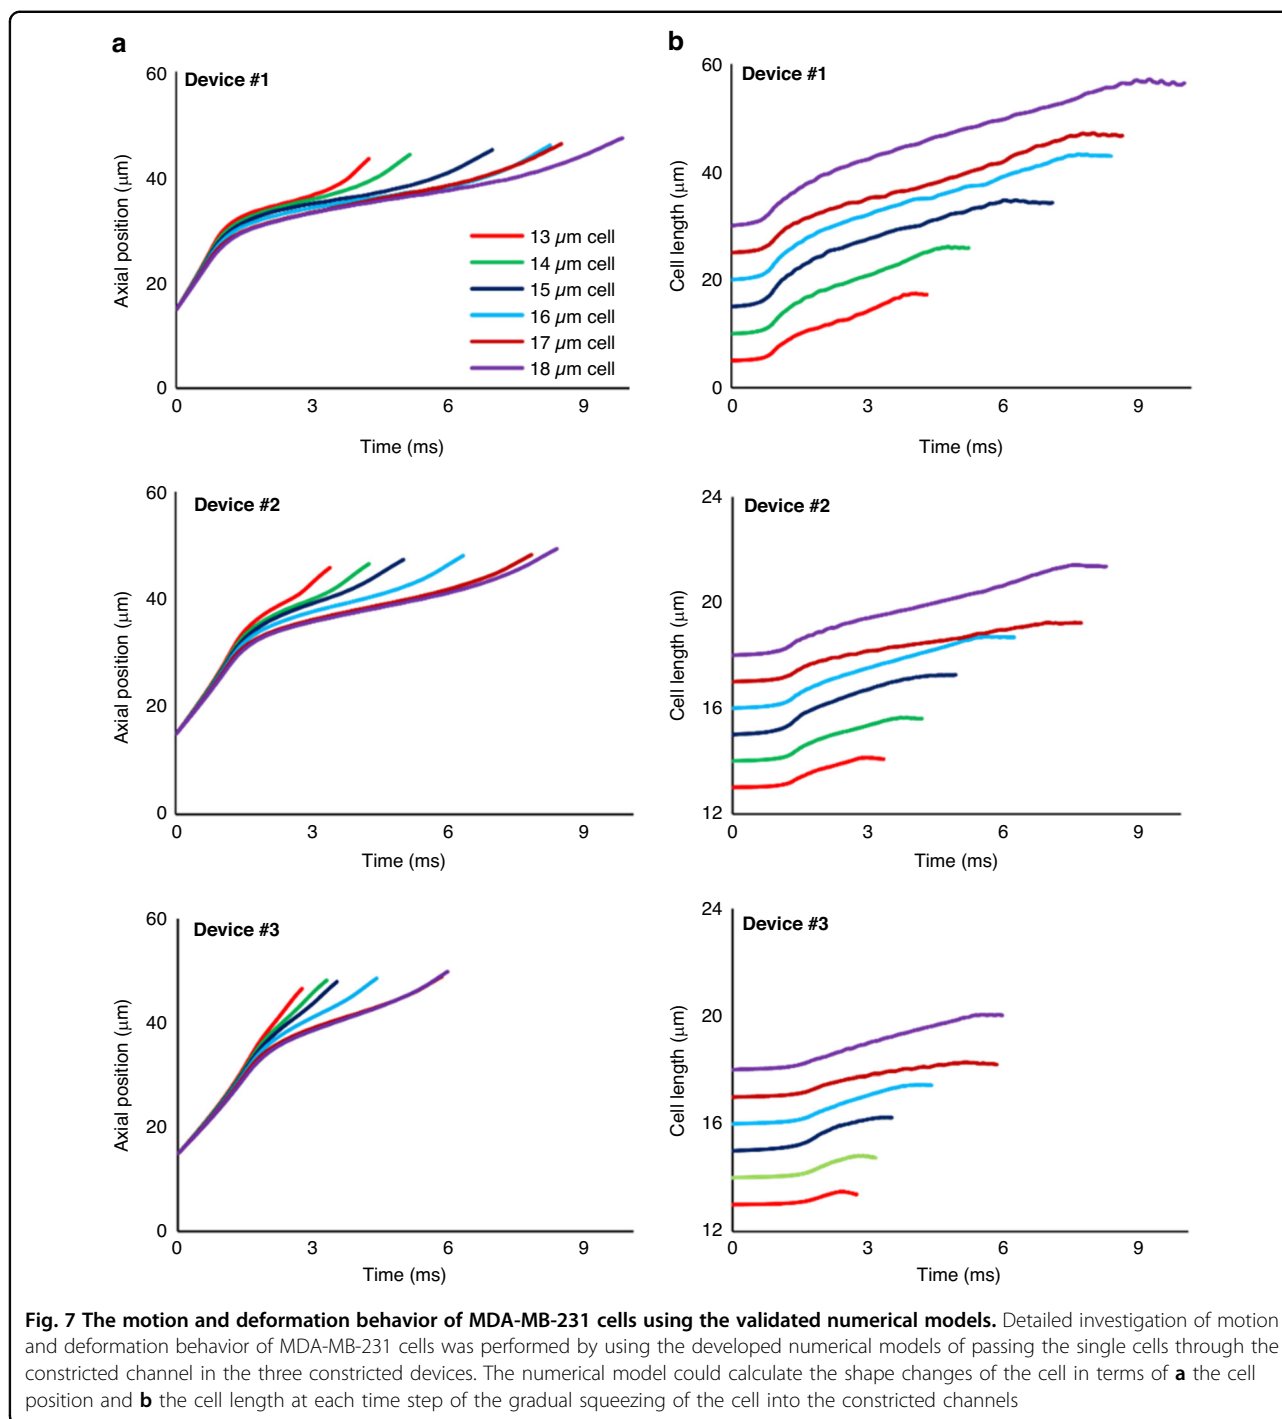 a
Device #1
60
40
20
0
Axial position (μm)
0 3 6 9
Time (ms)
13 μm cell
14 μm cell
15 μm cell
16 μm cell
17 μm cell
18 μm cell
b
Device #1
60
40
20
0
Cell length (μm)
0 3 6 9
Time (ms)
Device #2
60
40
20
0
Axial position (μm)
0 3 6 9
Time (ms)
Device #2
24
20
16
12
Cell length (μm)
0 3 6 9
Time (ms)
Device #3
60
40
20
0
Axial position (μm)
0 3 6 9
Time (ms)
Device #3
24
20
16
12
Cell length (μm)
0 3 6 9
Time (ms)
Fig. 7 The motion and deformation behavior of MDA-MB-231 cells using the validated numerical models. Detailed investigation of motion
and deformation behavior of MDA-MB-231 cells was performed by using the developed numerical models of passing the single cells through the
constricted channel in the three constricted devices. The numerical model could calculate the shape changes of the cell in terms of a the cell
position and b the cell length at each time step of the gradual squeezing of the cell into the constricted channels